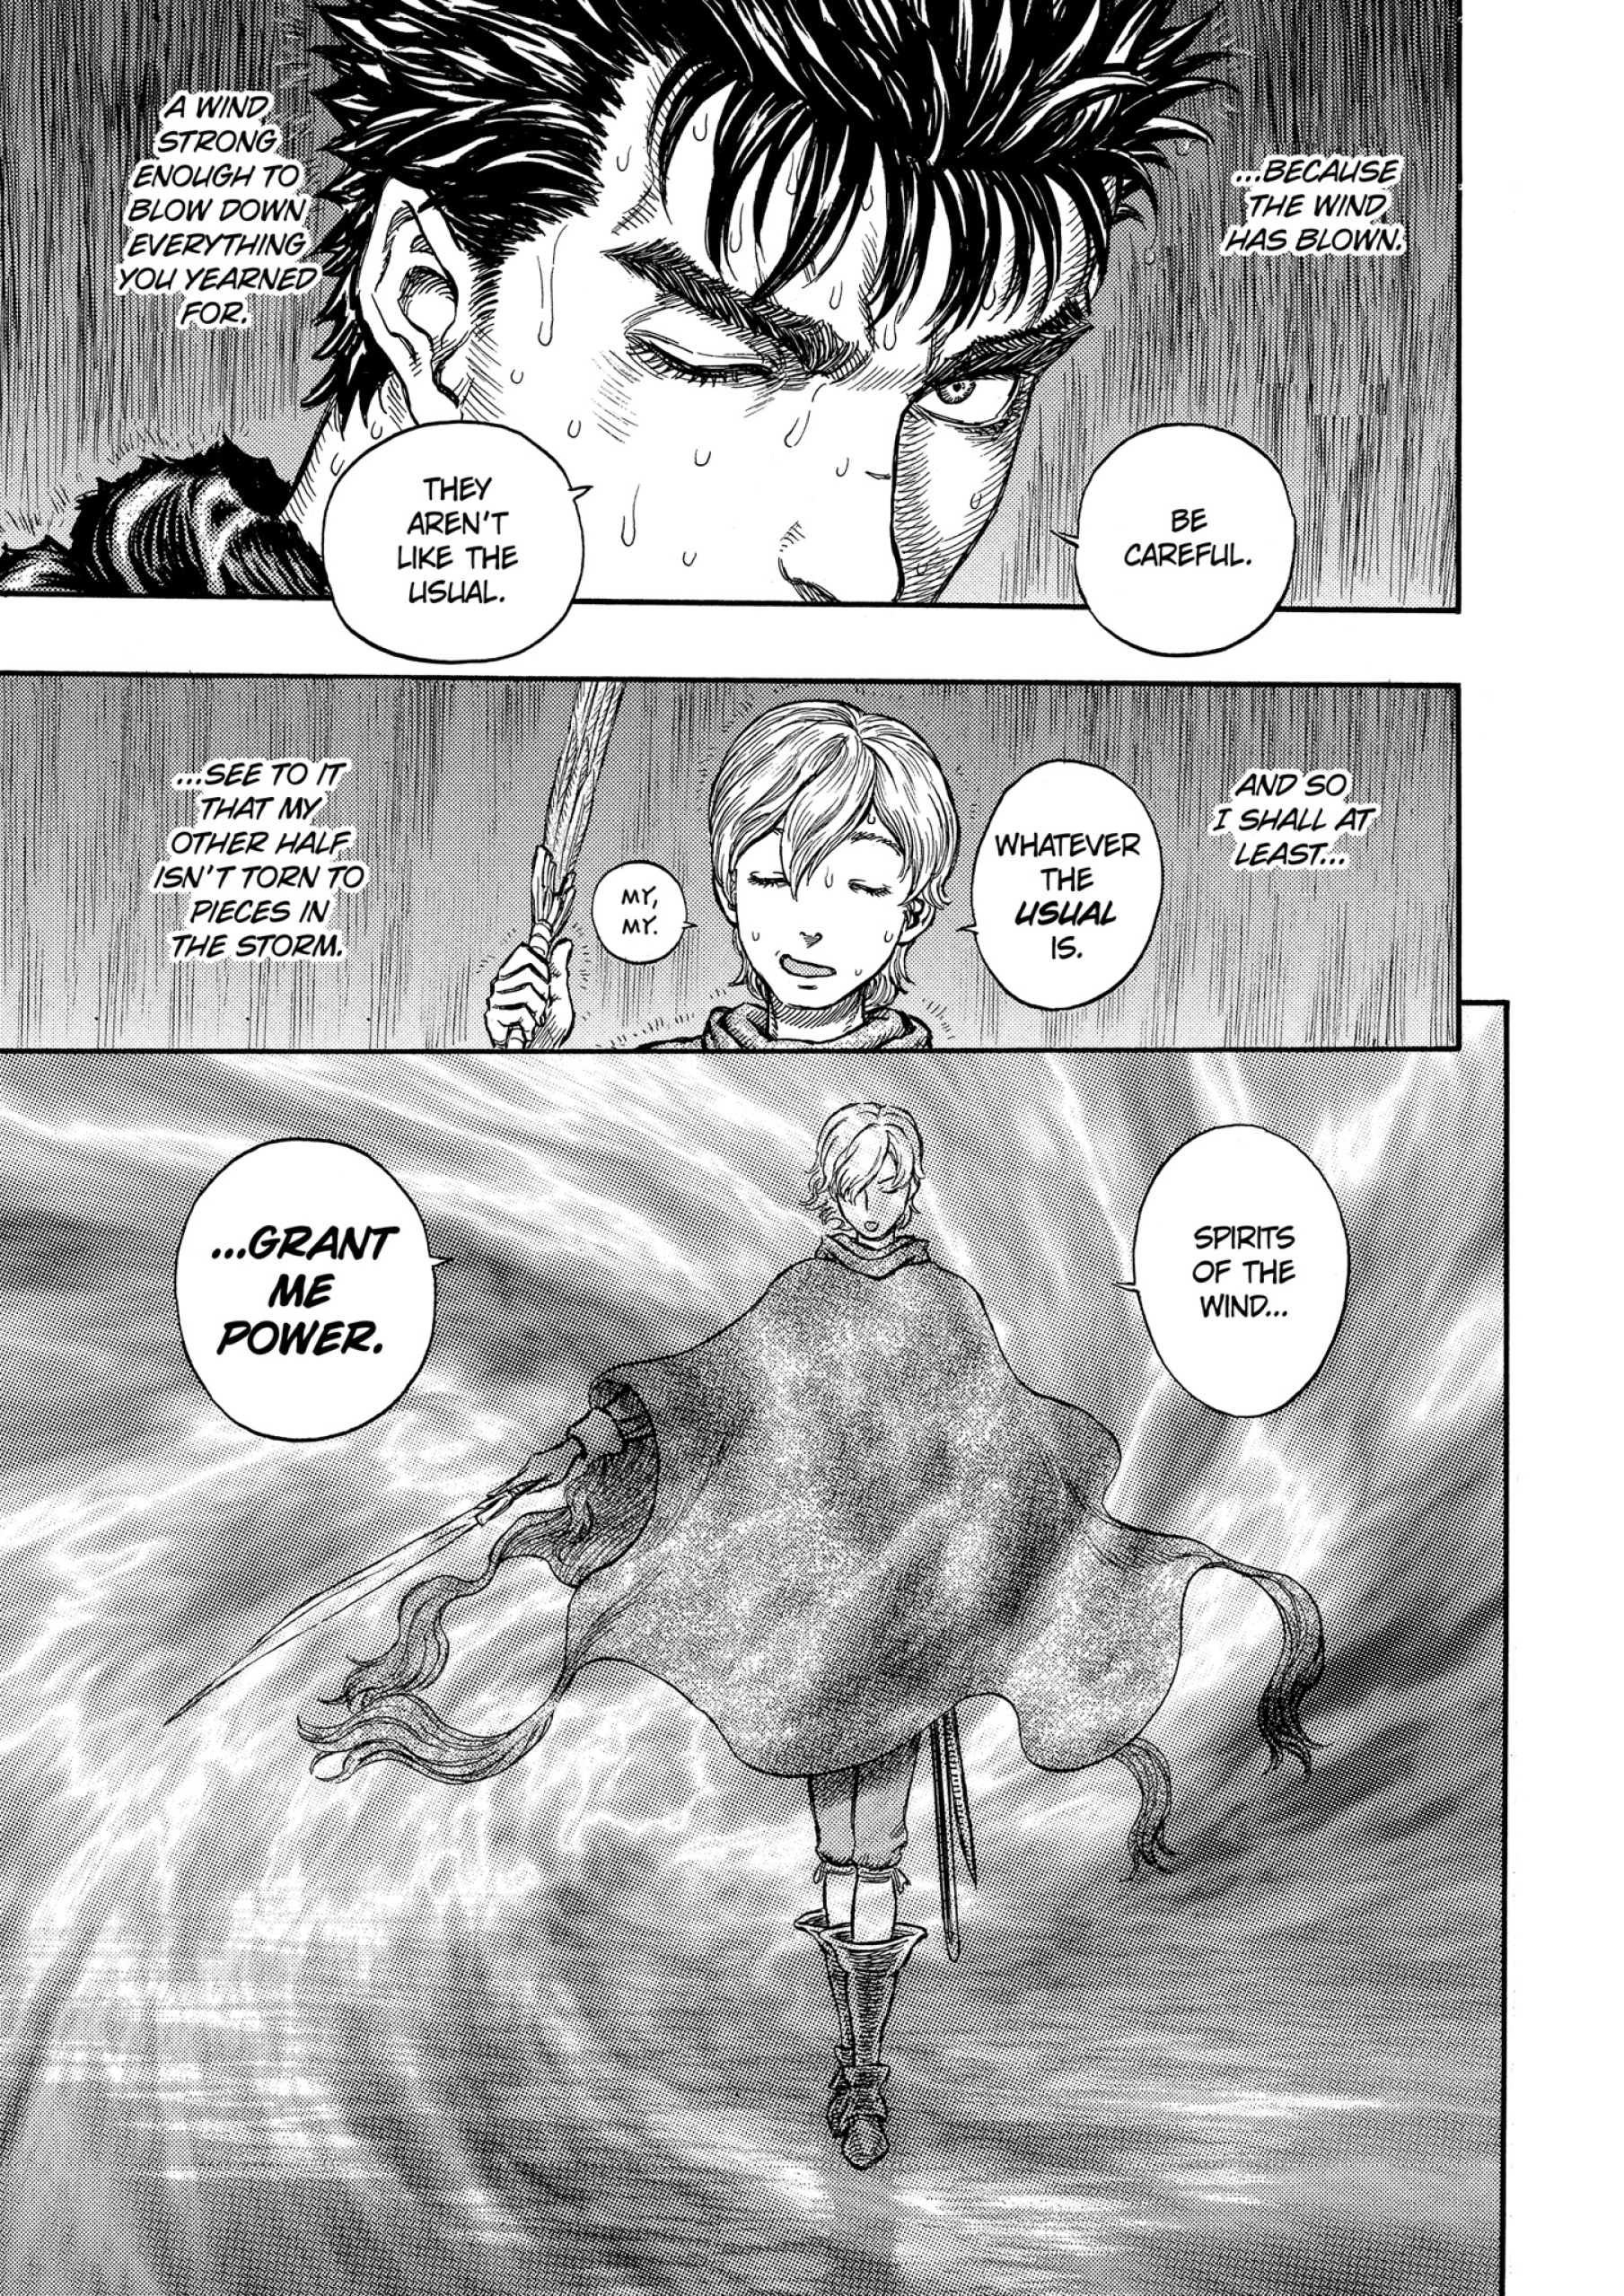 ...BECAUSE
THE WIND
HAS BLOWN.
A WIND,
STRONG
ENOUGH TO
BLOW DOWN
EVERYTHING
YOU YEARNED
FOR.
BE
CAREFUL.
THEY
AREN'T
LIKE THE
USUAL.
AND SO
I SHALL AT
LEAST...
WHATEVER
THE
USUAL
IS.
MY,
MY.
...SEE TO IT
THAT MY
OTHER HALF
ISN'T TORN TO
PIECES IN
THE STORM.
SPIRITS
OF THE
WIND...
...GRANT
ME
POWER.